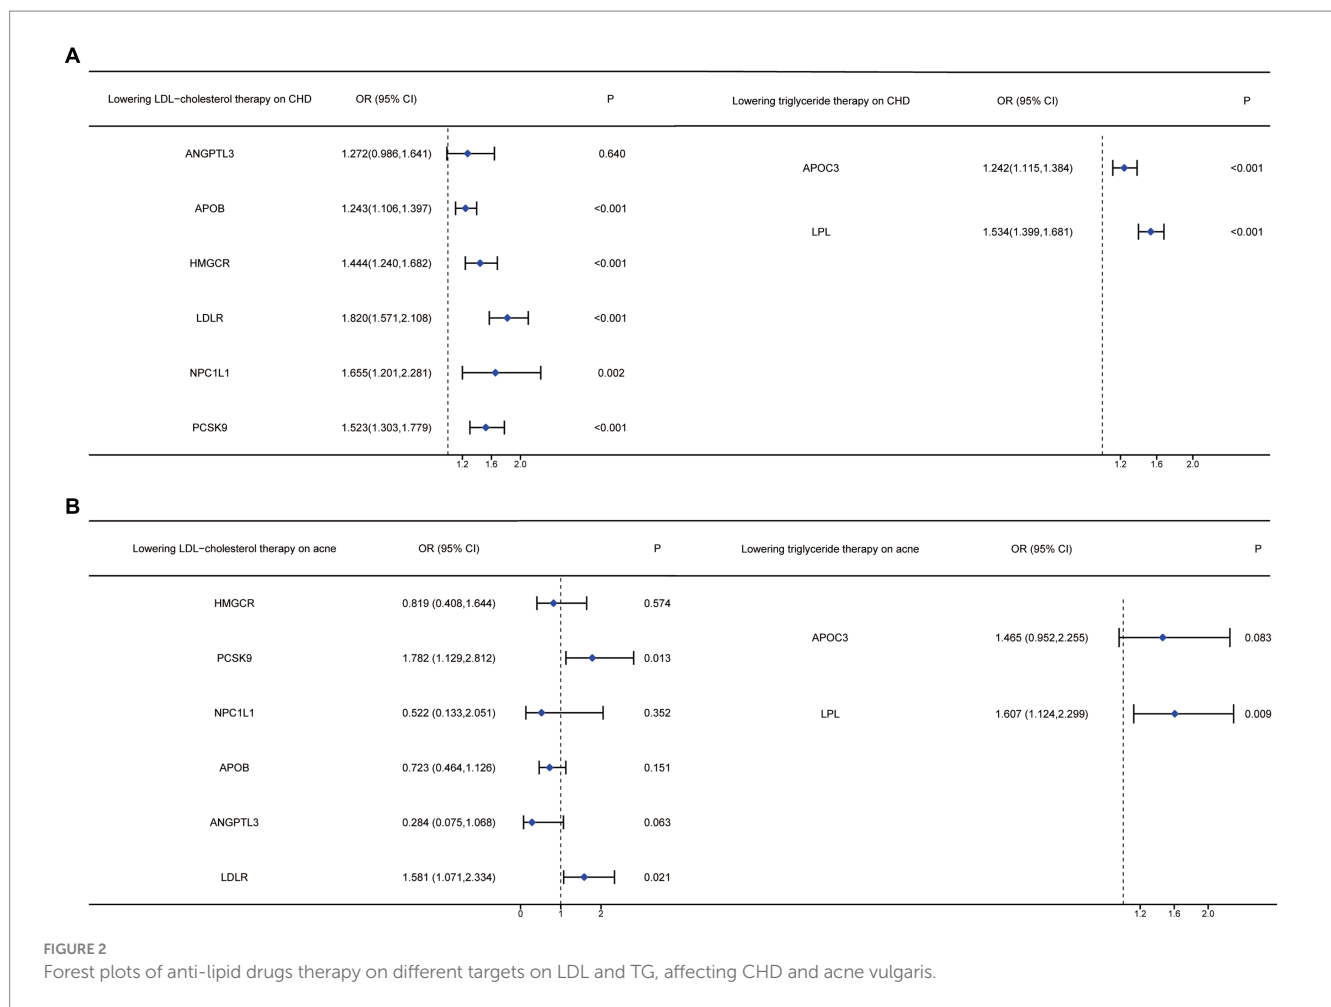 A
Lowering LDL−cholesterol therapy on CHD OR (95% CI) P Lowering triglyceride therapy on CHD OR (95% CI) P
ANGPTL3 1.272(0.986,1.641) 0.640
APOC3 1.242(1.115,1.384) <0.001
APOB 1.243(1.106,1.397) <0.001
LPL 1.534(1.399,1.681) <0.001
HMGCR 1.444(1.240,1.682) <0.001
LDLR 1.820(1.571,2.108) <0.001
NPC1L1 1.655(1.201,2.281) 0.002
PCSK9 1.523(1.303,1.779) <0.001
1.2 1.6 2.0 1.2 1.6 2.0
B
Lowering LDL−cholesterol therapy on acne OR (95% CI) P Lowering triglyceride therapy on acne OR (95% CI) P
HMGCR 0.819 (0.408,1.644) 0.574
APOC3 1.465 (0.952,2.255) 0.083
PCSK9 1.782 (1.129,2.812) 0.013
NPC1L1 0.522 (0.133,2.051) 0.352
LPL 1.607 (1.124,2.299) 0.009
APOB 0.723 (0.464,1.126) 0.151
ANGPTL3 0.284 (0.075,1.068) 0.063
LDLR 1.581 (1.071,2.334) 0.021
0 1 2 1.2 1.6 2.0
FIGURE 2
Forest plots of anti-lipid drugs therapy on different targets on LDL and TG, affecting CHD and acne vulgaris.